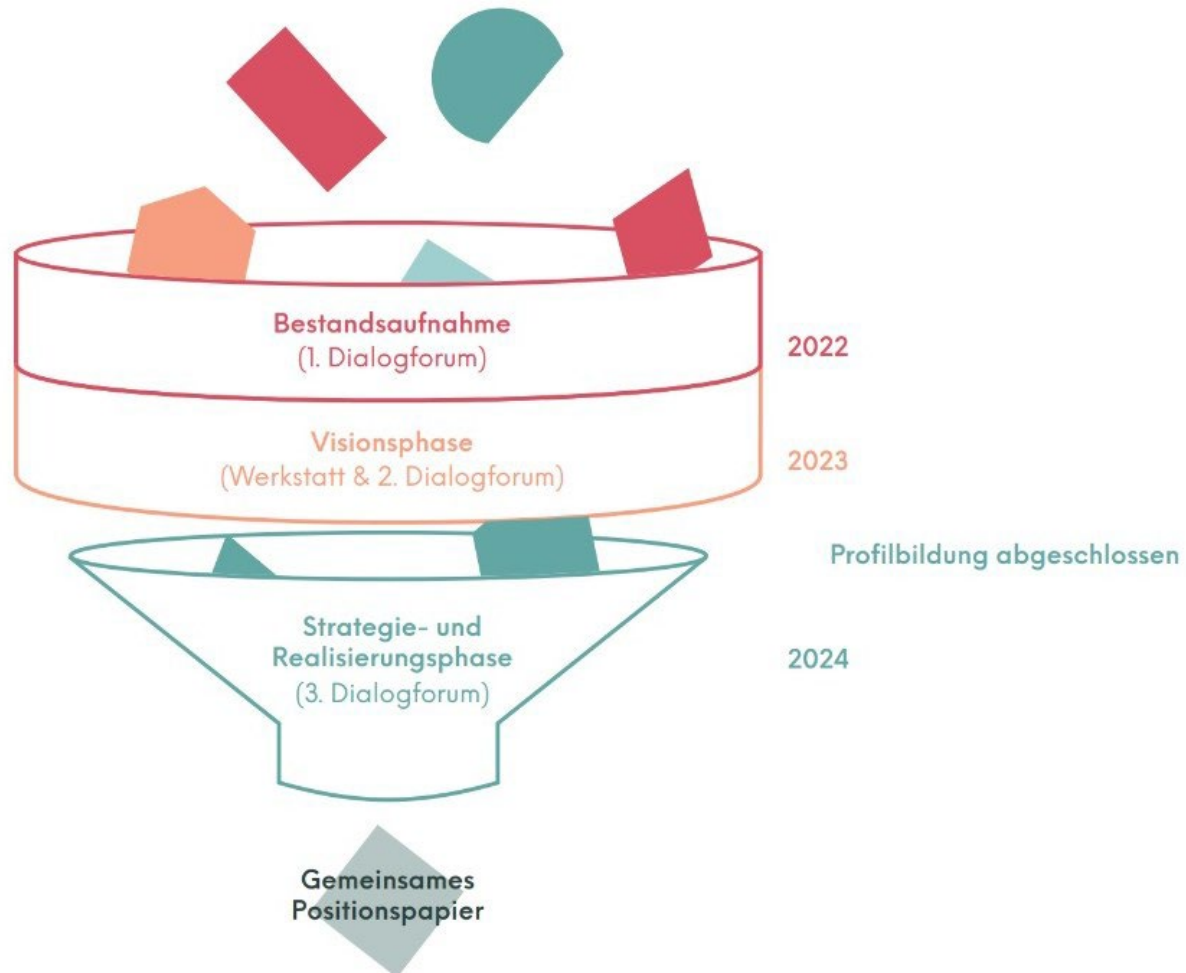 Bestandsaufnahme
(1. Dialogforum)
2022
Visionsphase
(Werkstatt & 2. Dialogforum)
2023
Profilbildung abgeschlossen
Strategie- und
Realisierungsphase
(3. Dialogforum)
2024
Gemeinsames
Positionspapier